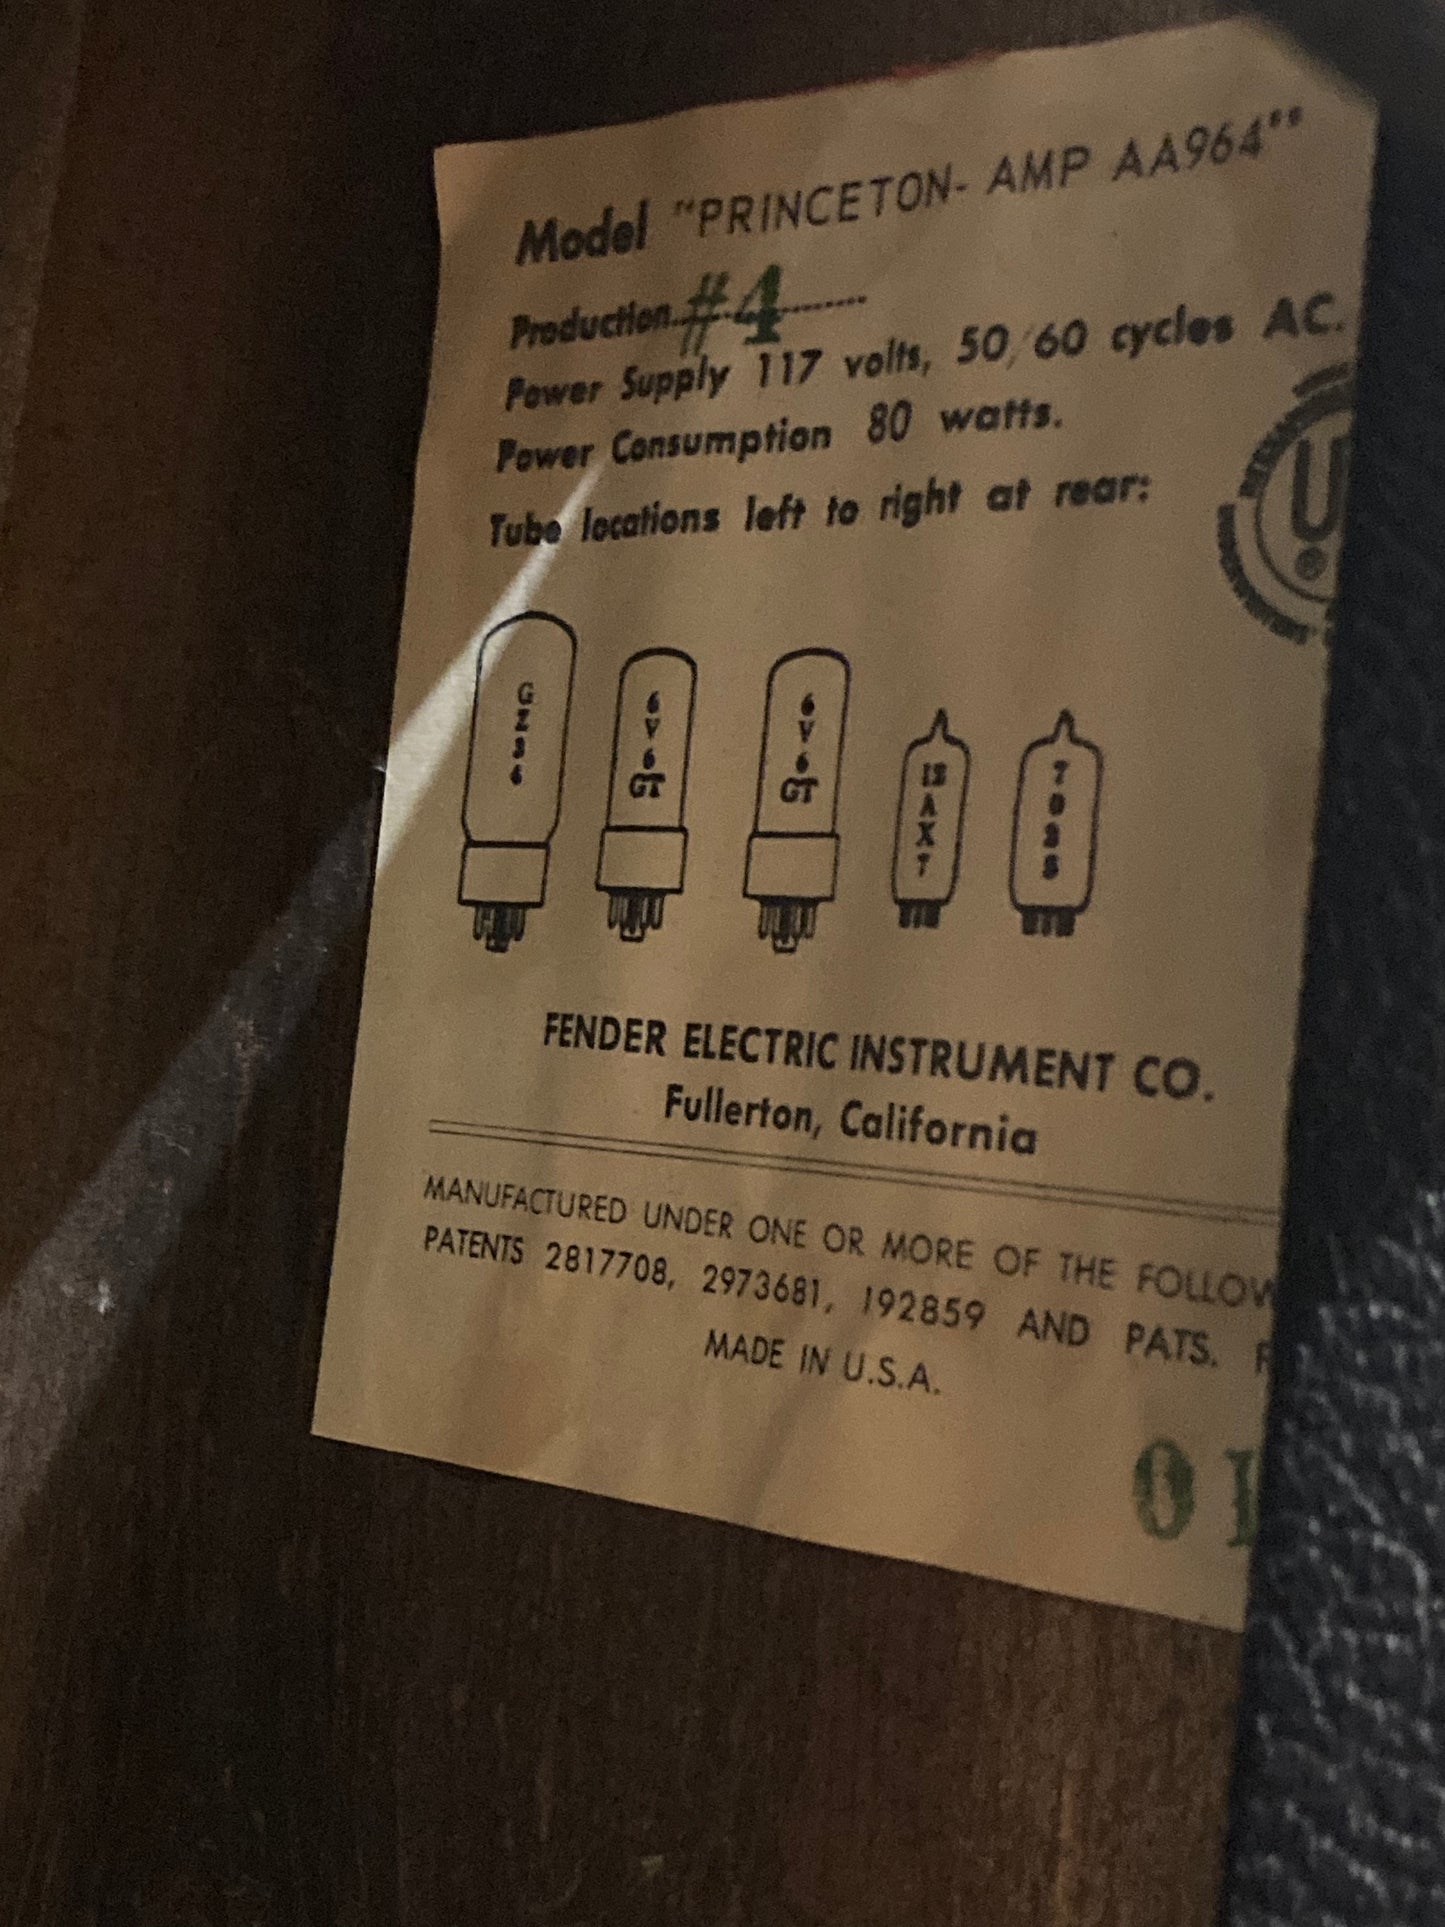 Model "PRINCETON- AMP AA964"
Production #4
Power Supply 117 volts, 50/60 cycles AC.
Power Consumption 80 watts.
Tube locations left to right at rear:
U
®
GZ34
6V6GT
6V6GT
12AX7
7025
FENDER ELECTRIC INSTRUMENT CO.
Fullerton, California
MANUFACTURED UNDER ONE OR MORE OF THE FOLLOW
PATENTS 2817708, 2973681, 192859 AND PATS. P
MADE IN U.S.A.
01